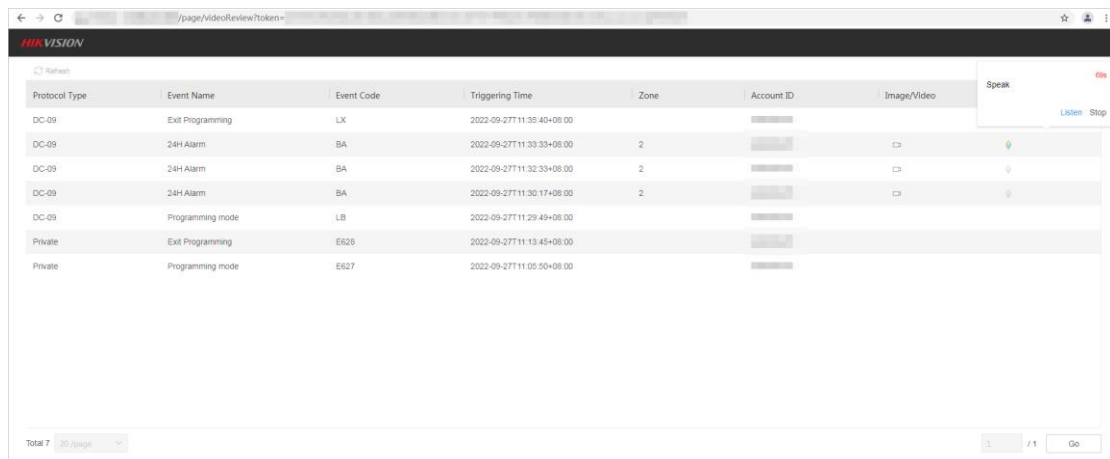 /page/videoReview?token=
HIKVISION
Refresh
Speak
Listen Stop
Protocol Type Event Name Event Code Triggering Time Zone Account ID Image/Video
DC-09 Exit Programming LX 2022-09-27T11:35:40+08:00
DC-09 24H Alarm BA 2022-09-27T11:33:33+08:00 2
DC-09 24H Alarm BA 2022-09-27T11:32:33+08:00 2
DC-09 24H Alarm BA 2022-09-27T11:30:17+08:00 2
DC-09 Programming mode LB 2022-09-27T11:29:49+08:00
Private Exit Programming E628 2022-09-27T11:13:45+08:00
Private Programming mode E627 2022-09-27T11:05:50+08:00
Total 7 20 /page 1 / 1 Go